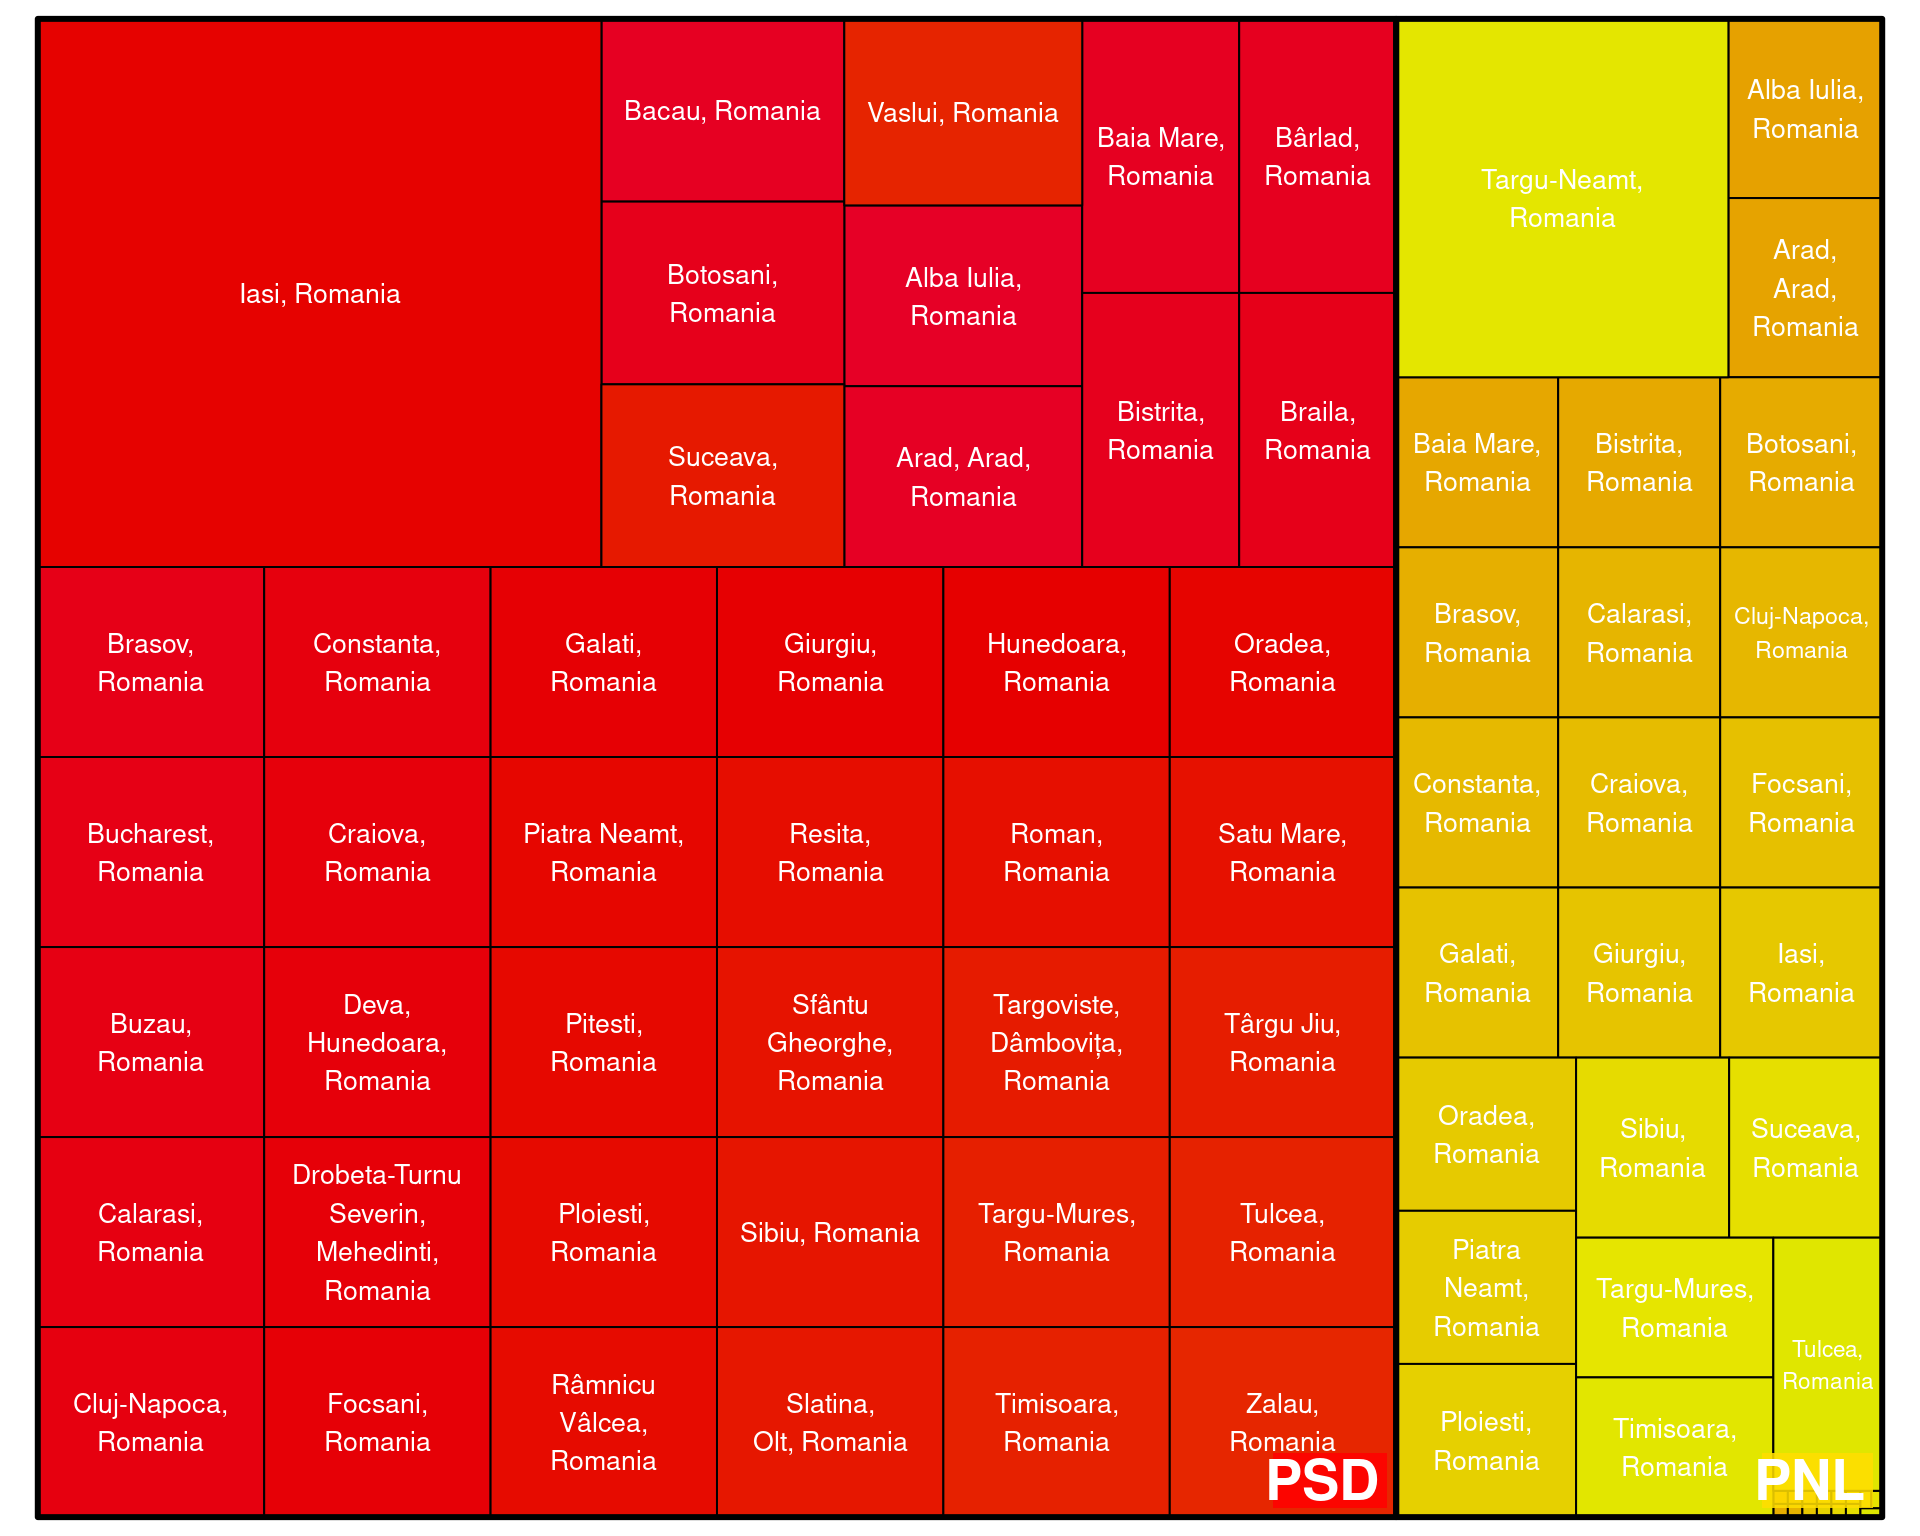 Iasi, Romania
Bacau, Romania
Botosani,
Romania
Suceava,
Romania
Vaslui, Romania
Alba Iulia,
Romania
Arad, Arad,
Romania
Baia Mare,
Romania
Bârlad,
Romania
Bistrita,
Romania
Braila,
Romania
Brasov,
Romania
Constanta,
Romania
Galati,
Romania
Giurgiu,
Romania
Hunedoara,
Romania
Oradea,
Romania
Bucharest,
Romania
Craiova,
Romania
Piatra Neamt,
Romania
Resita,
Romania
Roman,
Romania
Satu Mare,
Romania
Buzau,
Romania
Deva,
Hunedoara,
Romania
Pitesti,
Romania
Sfântu
Gheorghe,
Romania
Targoviste,
Dâmbovița,
Romania
Târgu Jiu,
Romania
Calarasi,
Romania
Drobeta-Turnu
Severin,
Mehedinti,
Romania
Ploiesti,
Romania
Sibiu, Romania
Targu-Mures,
Romania
Tulcea,
Romania
Cluj-Napoca,
Romania
Focsani,
Romania
Râmnicu
Vâlcea,
Romania
Slatina,
Olt, Romania
Timisoara,
Romania
Zalau,
Romania
PSD
Targu-Neamt,
Romania
Alba Iulia,
Romania
Arad,
Arad,
Romania
Baia Mare,
Romania
Bistrita,
Romania
Botosani,
Romania
Brasov,
Romania
Calarasi,
Romania
Cluj-Napoca,
Romania
Constanta,
Romania
Craiova,
Romania
Focsani,
Romania
Galati,
Romania
Giurgiu,
Romania
Iasi,
Romania
Oradea,
Romania
Sibiu,
Romania
Suceava,
Romania
Piatra
Neamt,
Romania
Targu-Mures,
Romania
Tulcea,
Romania
Ploiesti,
Romania
Timisoara,
Romania
PNL